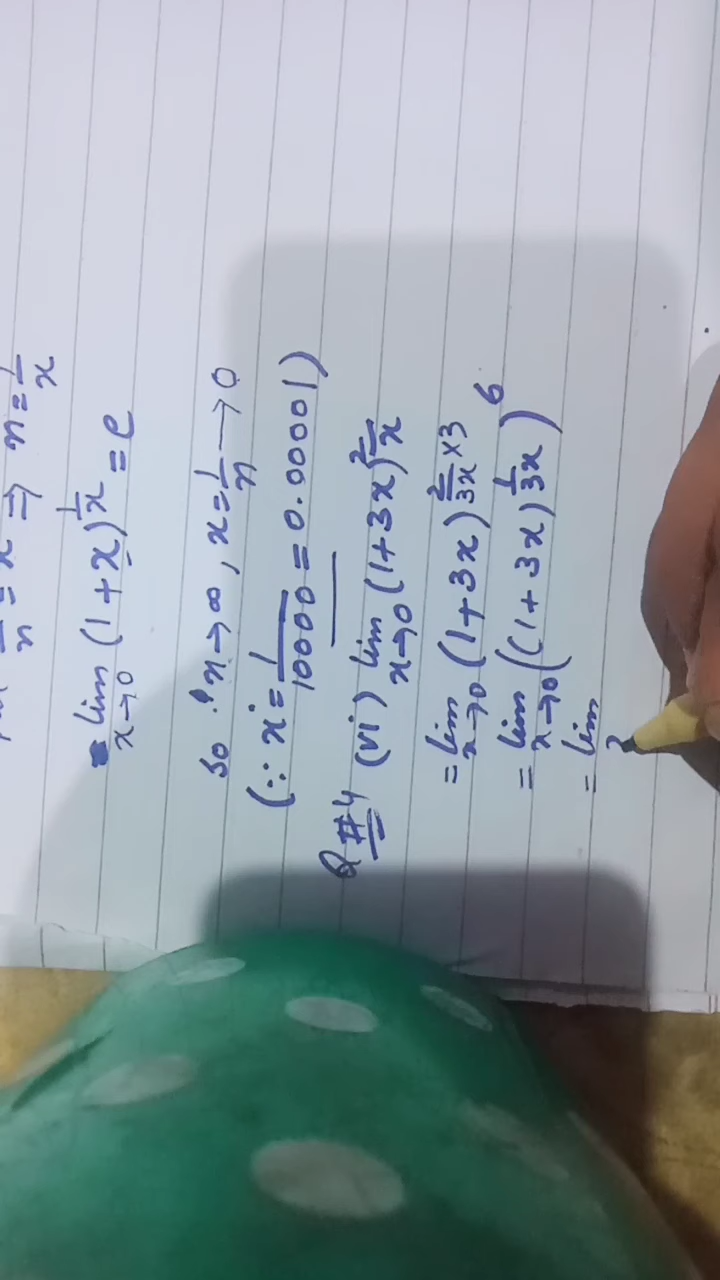 1/n = x ⇒ n = 1/x
= lim x→0 (1 + x)^1/x = e
so. n → ∞, x = 1/n → 0
(∵ x = 1/10000 = 0.00001)
Q #4 (vi) lim x→0 (1+3x)^2/x
= lim x→0 (1+3x)^2/3x ×3
= lim x→0 ((1+3x)^1/3x)^6
= lim